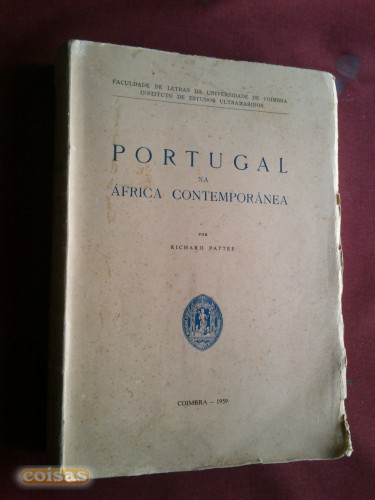 FACULDADE DE LETRAS DA UNIVERSIDADE DE COIMBRA
INSTITUTO DE ESTUDOS ULTRAMARINOS
PORTUGAL
NA
ÁFRICA CONTEMPORÂNEA
POR
RICHARD PATTEE
COIMBRA — 1959
coisas